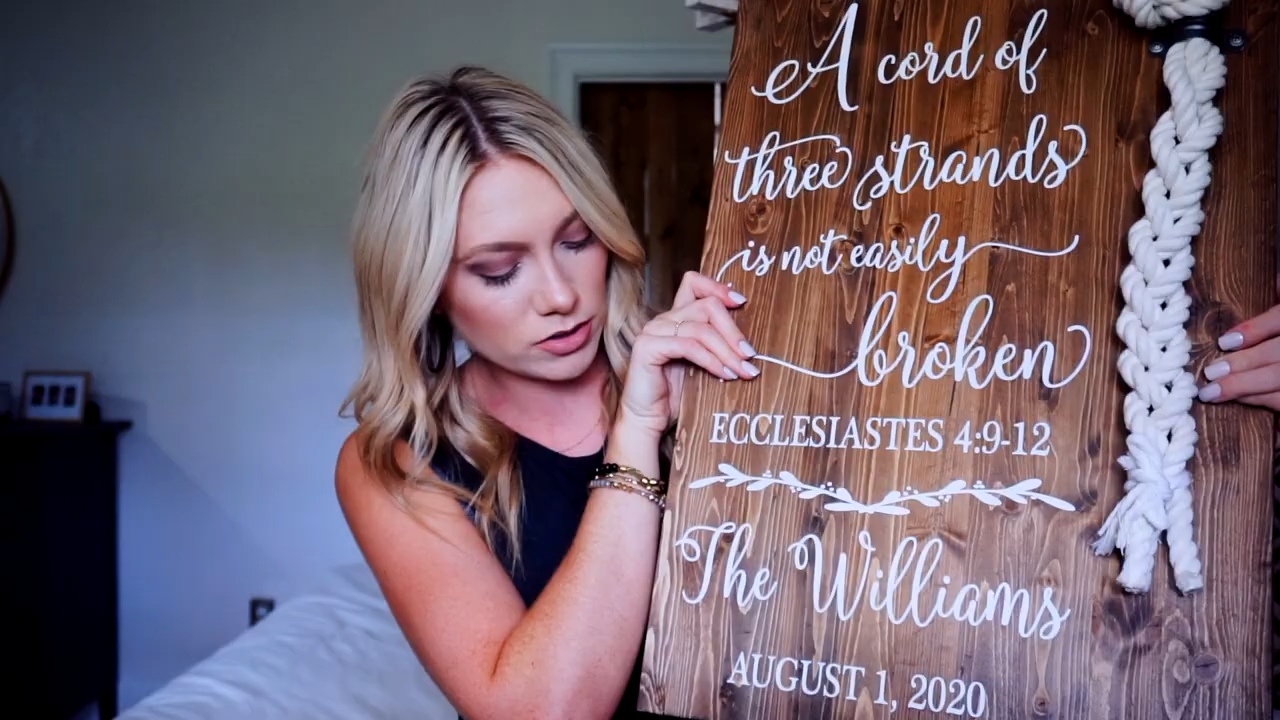 A cord of
three strands
is not easily
broken
ECCLESIASTES 4:9-12
The Williams
AUGUST 1, 2020